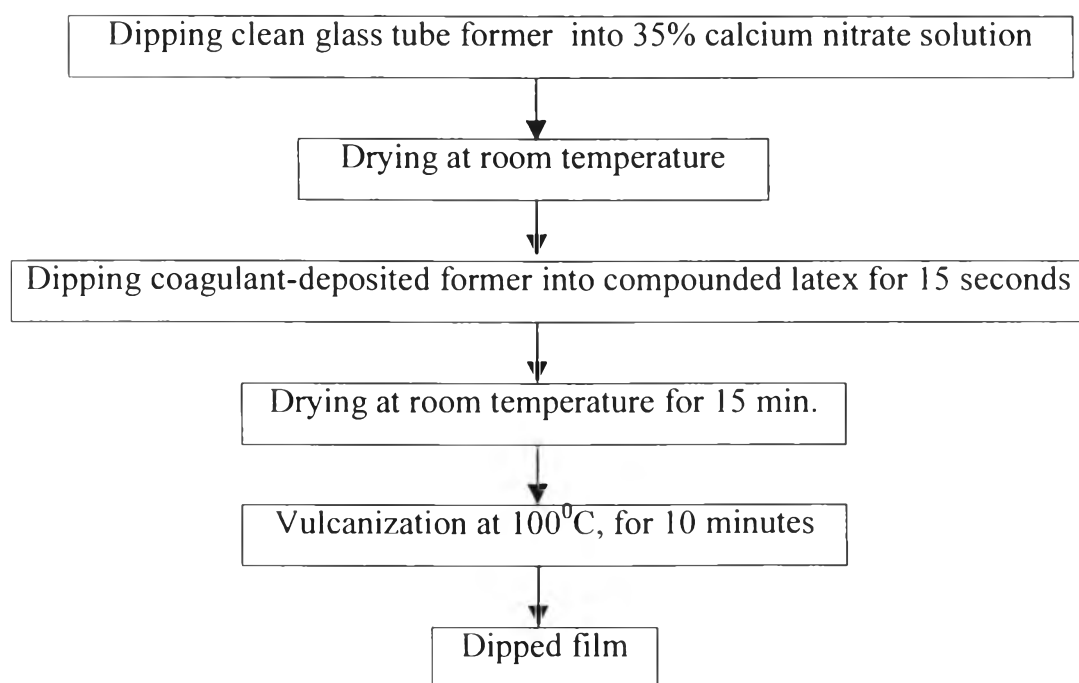 Dipping clean glass tube former into 35% calcium nitrate solution
Drying at room temperature
Dipping coagulant-deposited former into compounded latex for 15 seconds
Drying at room temperature for 15 min.
Vulcanization at 100⁰C, for 10 minutes
Dipped film